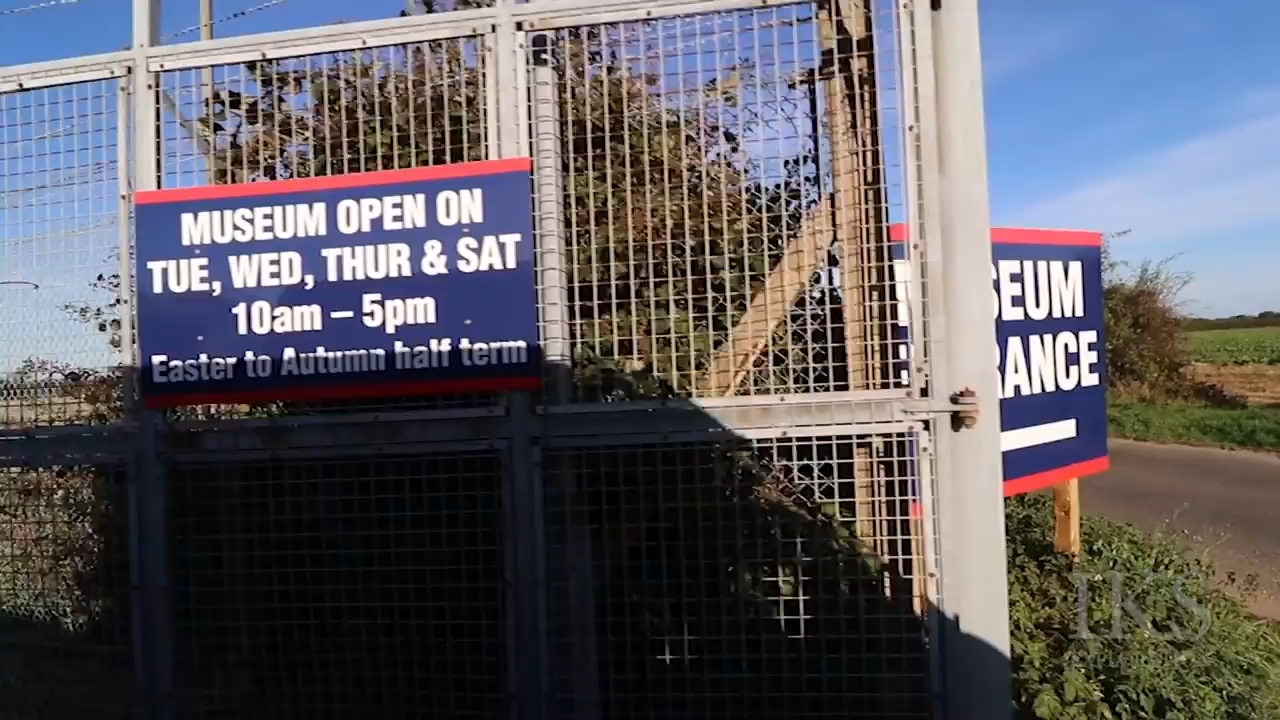 MUSEUM OPEN ON
TUE, WED, THUR & SAT
10am – 5pm
Easter to Autumn half term
SEUM
RANCE
IKS